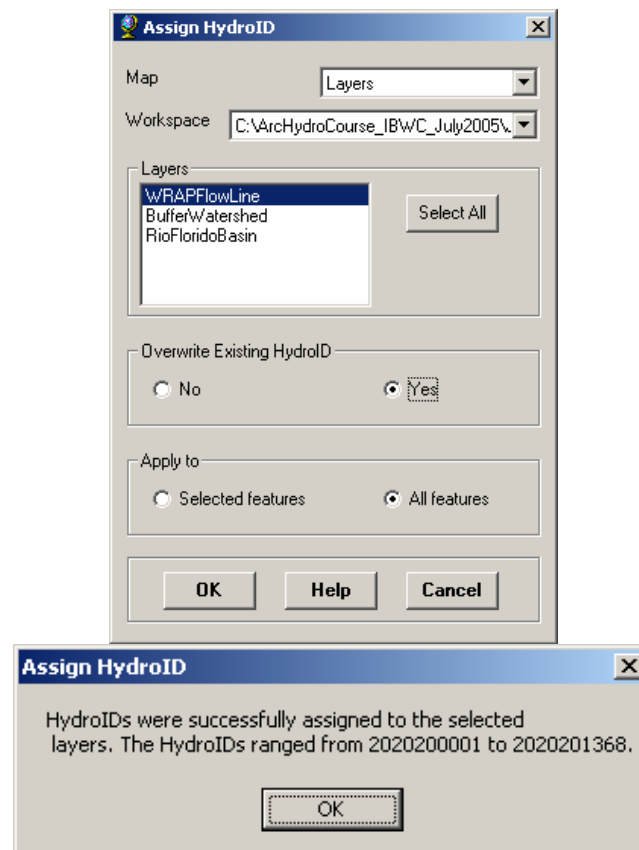 Assign HydroID
Map
Layers
Workspace
C:\ArcHydroCourse_IBWC_July2005\.
Layers
WRAPFlowLine
BufferWatershed
RioFloridoBasin
Select All
Overwrite Existing HydroID
No
Yes
Apply to
Selected features
All features
OK
Help
Cancel
Assign HydroID
HydroIDs were successfully assigned to the selected
layers. The HydroIDs ranged from 2020200001 to 2020201368.
OK